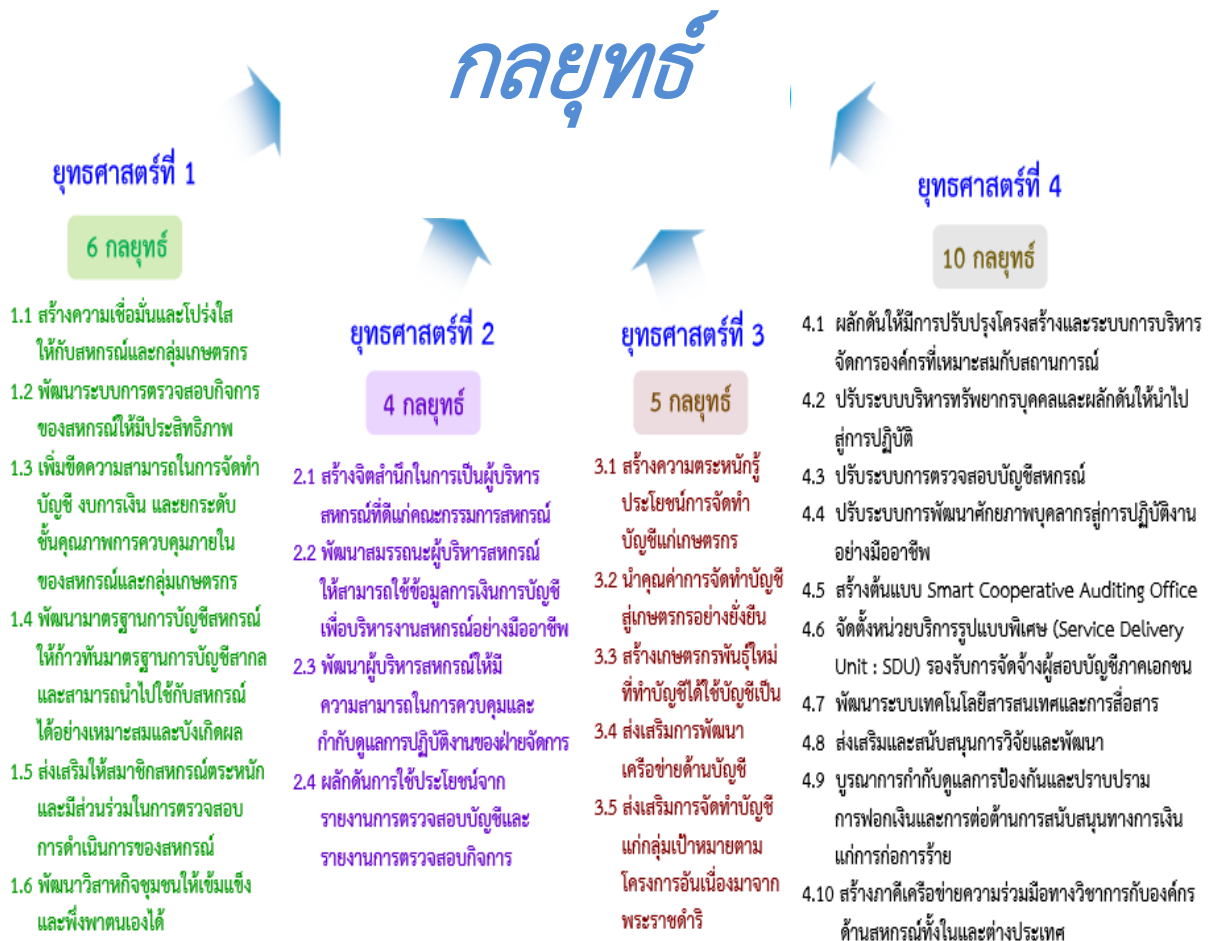 กลยุทธ์
ยุทธศาสตร์ที่ 1
6 กลยุทธ์
1.1 สร้างความเชื่อมั่นและโปร่งใส
ให้กับสหกรณ์และกลุ่มเกษตรกร
1.2 พัฒนาระบบการตรวจสอบกิจการ
ของสหกรณ์ให้มีประสิทธิภาพ
1.3 เพิ่มขีดความสามารถในการจัดทำ
บัญชี งบการเงิน และยกระดับ
ชั้นคุณภาพการควบคุมภายใน
ของสหกรณ์และกลุ่มเกษตรกร
1.4 พัฒนามาตรฐานการบัญชีสหกรณ์
ให้ก้าวทันมาตรฐานการบัญชีสากล
และสามารถนำไปใช้กับสหกรณ์
ได้อย่างเหมาะสมและบังเกิดผล
1.5 ส่งเสริมให้สมาชิกสหกรณ์ตระหนัก
และมีส่วนร่วมในการตรวจสอบ
การดำเนินการของสหกรณ์
1.6 พัฒนาวิสาหกิจชุมชนให้เข้มแข็ง
และพึ่งพาตนเองได้
ยุทธศาสตร์ที่ 2
4 กลยุทธ์
2.1 สร้างจิตสำนึกในการเป็นผู้บริหาร
สหกรณ์ที่ดีแก่คณะกรรมการสหกรณ์
2.2 พัฒนาสมรรถนะผู้บริหารสหกรณ์
ให้สามารถใช้ข้อมูลการเงินการบัญชี
เพื่อบริหารงานสหกรณ์อย่างมืออาชีพ
2.3 พัฒนาผู้บริหารสหกรณ์ให้มี
ความสามารถในการควบคุมและ
กำกับดูแลการปฏิบัติงานของฝ่ายจัดการ
2.4 ผลักดันการใช้ประโยชน์จาก
รายงานการตรวจสอบบัญชีและ
รายงานการตรวจสอบกิจการ
ยุทธศาสตร์ที่ 3
5 กลยุทธ์
3.1 สร้างความตระหนักรู้
ประโยชน์การจัดทำ
บัญชีแก่เกษตรกร
3.2 นำคุณค่าการจัดทำบัญชี
สู่เกษตรกรอย่างยั่งยืน
3.3 สร้างเกษตรกรพันธุ์ใหม่
ที่ทำบัญชีได้ใช้บัญชีเป็น
3.4 ส่งเสริมการพัฒนา
เครือข่ายด้านบัญชี
3.5 ส่งเสริมการจัดทำบัญชี
แก่กลุ่มเป้าหมายตาม
โครงการอันเนื่องมาจาก
พระราชดำริ
ยุทธศาสตร์ที่ 4
10 กลยุทธ์
4.1 ผลักดันให้มีการปรับปรุงโครงสร้างและระบบการบริหาร
จัดการองค์กรที่เหมาะสมกับสถานการณ์
4.2 ปรับระบบบริหารทรัพยากรบุคคลและผลักดันให้นำไป
สู่การปฏิบัติ
4.3 ปรับระบบการตรวจสอบบัญชีสหกรณ์
4.4 ปรับระบบการพัฒนาศักยภาพบุคลากรสู่การปฏิบัติงาน
อย่างมืออาชีพ
4.5 สร้างต้นแบบ Smart Cooperative Auditing Office
4.6 จัดตั้งหน่วยบริการรูปแบบพิเศษ (Service Delivery
Unit : SDU) รองรับการจัดจ้างผู้สอบบัญชีภาคเอกชน
4.7 พัฒนาระบบเทคโนโลยีสารสนเทศและการสื่อสาร
4.8 ส่งเสริมและสนับสนุนการวิจัยและพัฒนา
4.9 บูรณาการกำกับดูแลการป้องกันและปราบปราม
การฟอกเงินและการต่อต้านการสนับสนุนทางการเงิน
แก่การก่อการร้าย
4.10 สร้างภาคีเครือข่ายความร่วมมือทางวิชาการกับองค์กร
ด้านสหกรณ์ทั้งในและต่างประเทศ